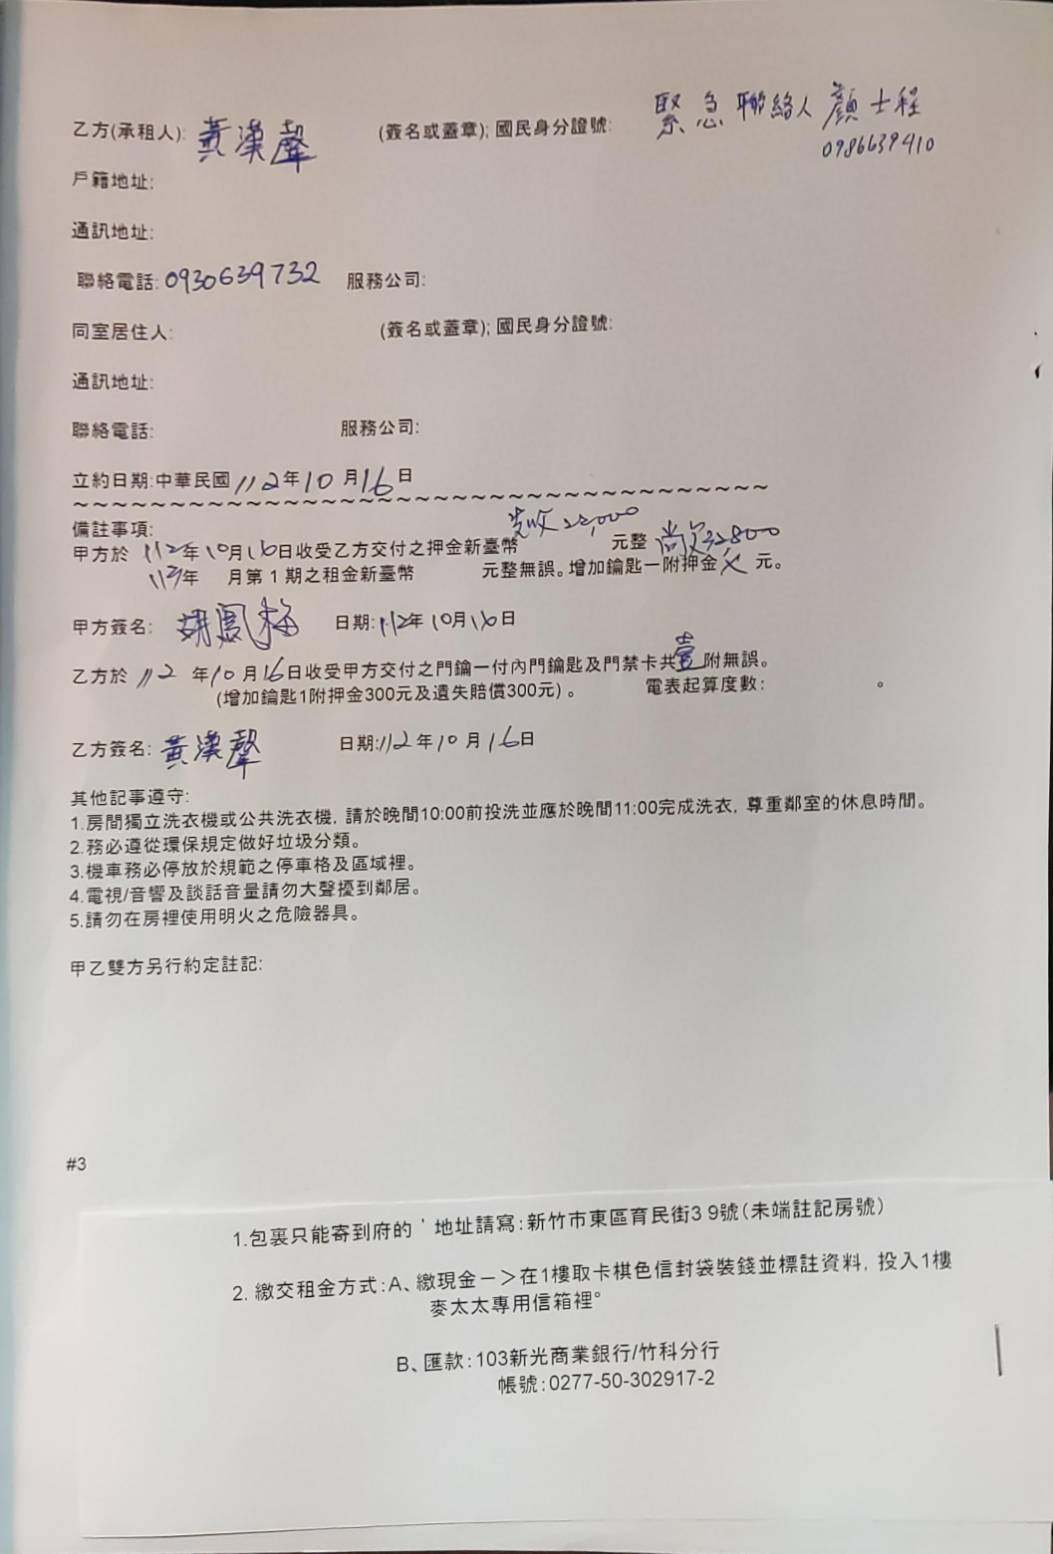 緊急聯絡人 顏士程
乙方(承租人): 黃漢聲 (簽名或蓋章); 國民身分證號:
0986639410
戶籍地址:
通訊地址:
聯絡電話: 0930639732 服務公司:
同室居住人: (簽名或蓋章); 國民身分證號:
通訊地址:
聯絡電話: 服務公司:
立約日期:中華民國 112年10月16日
~~~~~~~~~~~~~~~~~~~~~~~~~~~~~~~~~~~~
備註事項: 先收22,000
甲方於 112年10月16日收受乙方交付之押金新臺幣 元整 尚欠32800
112年 月第1期之租金新臺幣 元整無誤。增加鑰匙一附押金 元。
甲方簽名: 胡鳳梅 日期:112年10月16日
乙方於 112 年10月16日收受甲方交付之門鑰一付內門鑰匙及門禁卡共壹附無誤。
(增加鑰匙1附押金300元及遺失賠償300元)。 電表起算度數: 。
乙方簽名: 黃漢聲 日期:112年10月16日
其他記事遵守:
1.房間獨立洗衣機或公共洗衣機, 請於晚間10:00前投洗並應於晚間11:00完成洗衣, 尊重鄰室的休息時間。
2.務必遵從環保規定做好垃圾分類。
3.機車務必停放於規範之停車格及區域裡。
4.電視/音響及談話音量請勿大聲擾到鄰居。
5.請勿在房裡使用明火之危險器具。
甲乙雙方另行約定註記:
#3
1.包裹只能寄到府的﹐地址請寫:新竹市東區育民街3 9號(未端註記房號)
2. 繳交租金方式:A、繳現金一>在1樓取卡棋色信封袋裝錢並標註資料, 投入1樓
麥太太專用信箱裡。
B、匯款:103新光商業銀行/竹科分行
帳號:0277-50-302917-2